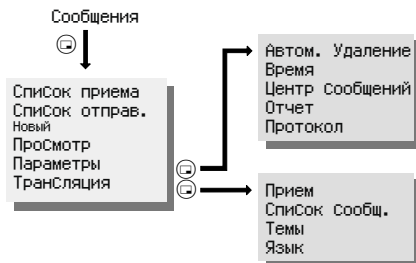 Сообщения
СпиСок приема
СпиСок отправ.
Новый
ПроСмотр
Параметры
ТранСляция
Автом. Удаление
Время
Центр Сообщений
Отчет
Протокол
Прием
СпиСок Сообщ.
Темы
Язык